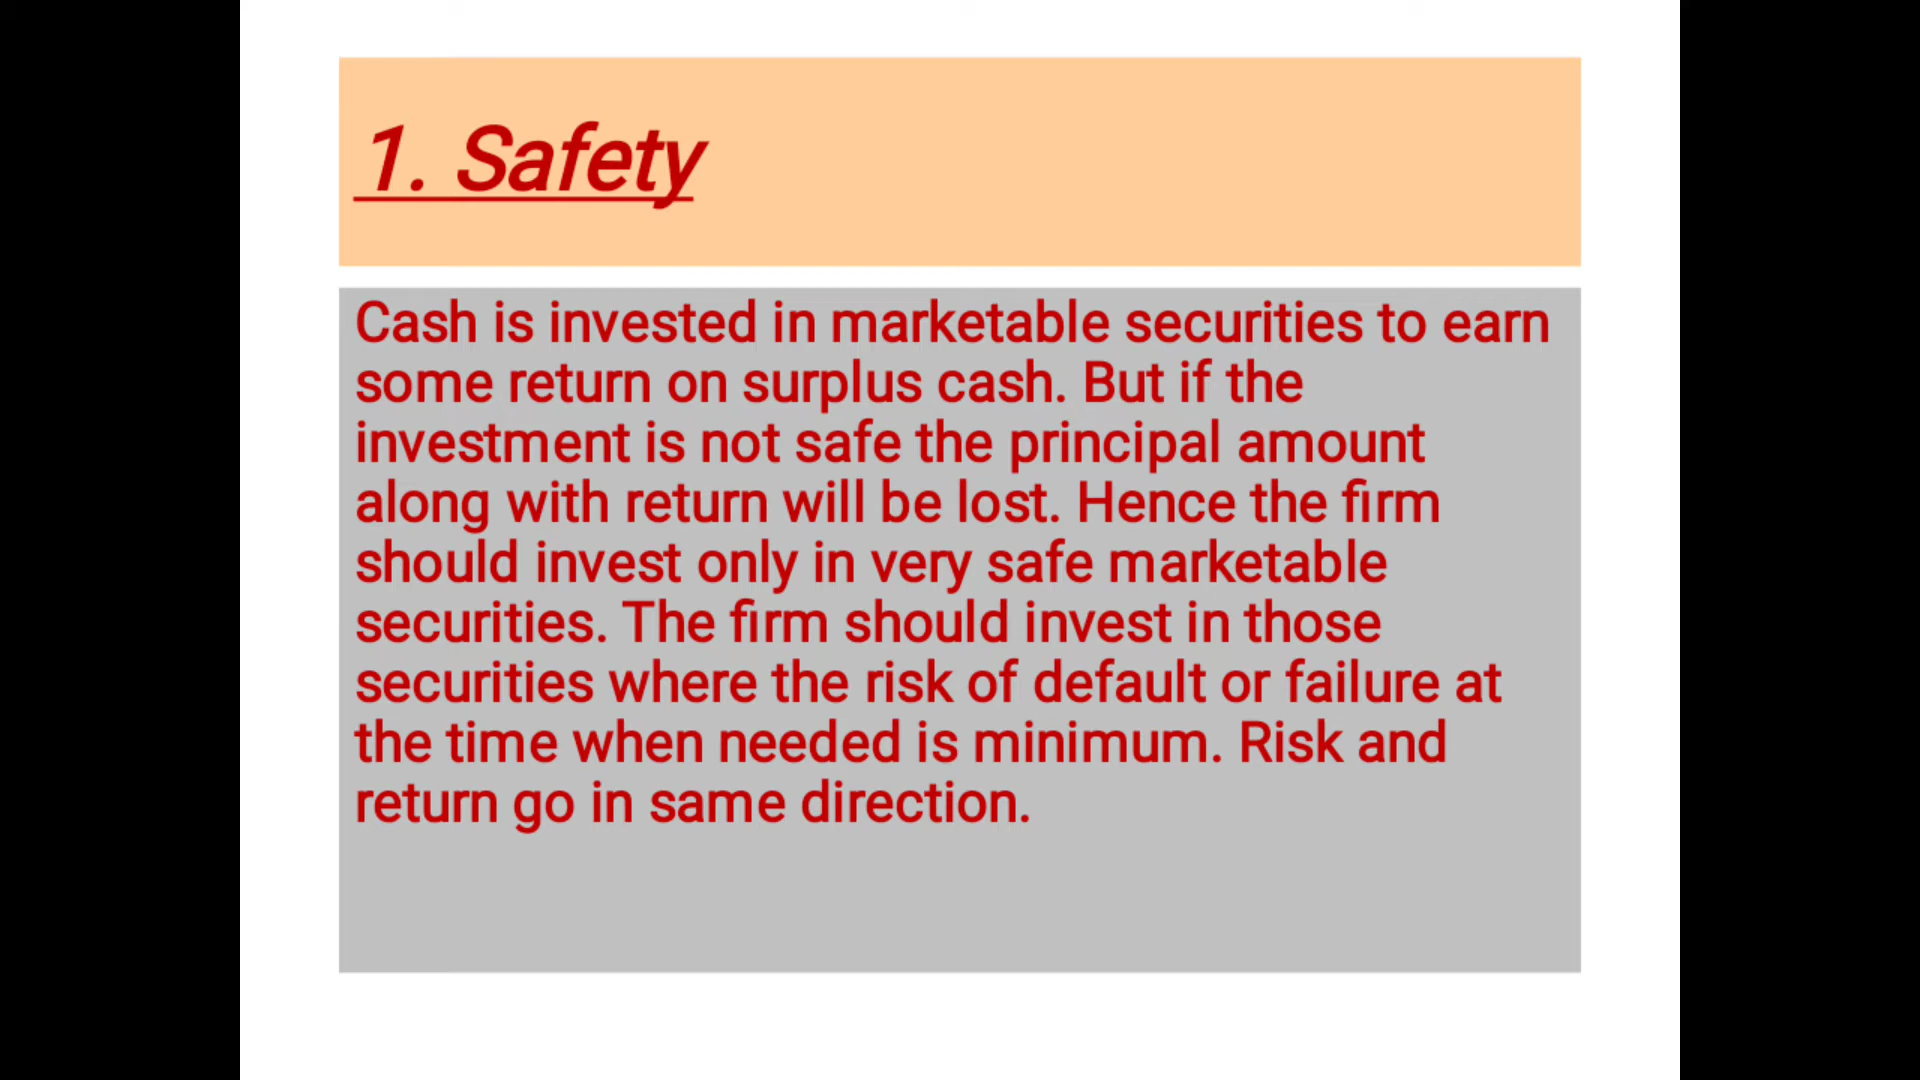 1. Safety
Cash is invested in marketable securities to earn
some return on surplus cash. But if the
investment is not safe the principal amount
along with return will be lost. Hence the firm
should invest only in very safe marketable
securities. The firm should invest in those
securities where the risk of default or failure at
the time when needed is minimum. Risk and
return go in same direction.